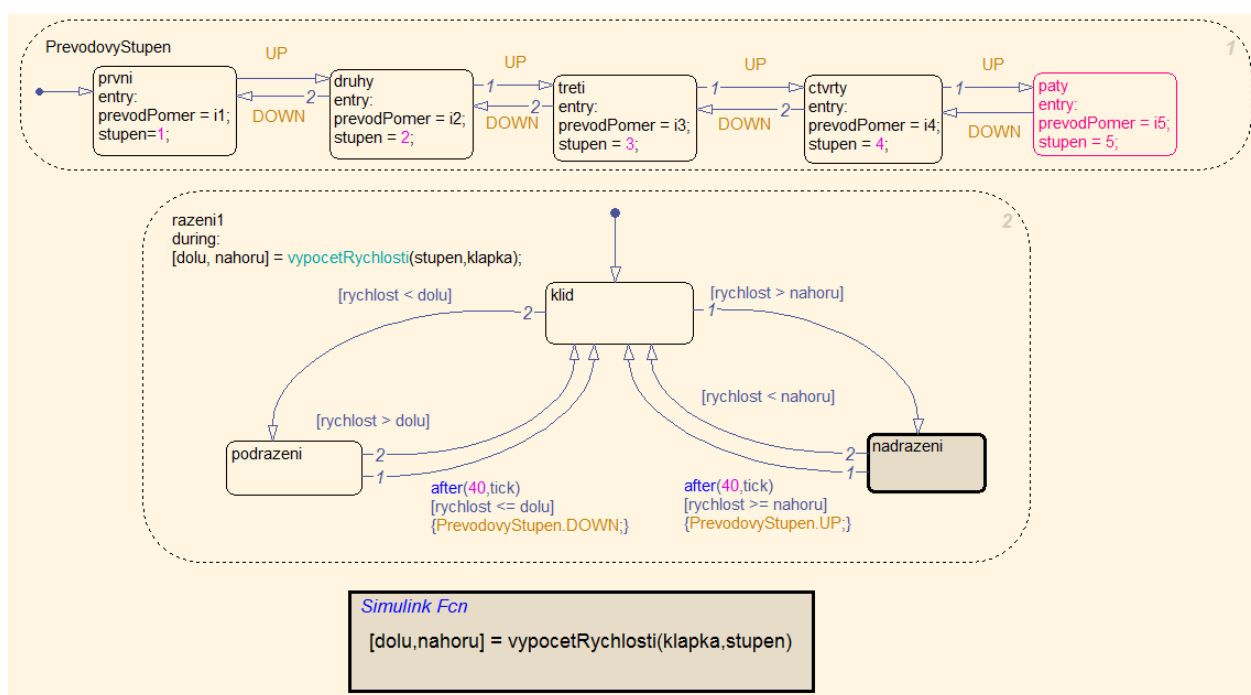 PrevodovyStupen
1
prvni
entry:
prevodPomer = i1;
stupen=1;
UP
2
DOWN
druhy
entry:
prevodPomer = i2;
stupen = 2;
1
UP
2
DOWN
treti
entry:
prevodPomer = i3;
stupen = 3;
1
UP
2
DOWN
ctvrty
entry:
prevodPomer = i4;
stupen = 4;
1
UP
DOWN
paty
entry:
prevodPomer = i5;
stupen = 5;
razeni1
during:
[dolu, nahoru] = vypocetRychlosti(stupen,klapka);
2
[rychlost < dolu]
2
klid
1
[rychlost > nahoru]
[rychlost > dolu]
[rychlost < nahoru]
podrazeni
2
1
2
1
nadrazeni
after(40,tick)
[rychlost <= dolu]
{PrevodovyStupen.DOWN;}
after(40,tick)
[rychlost >= nahoru]
{PrevodovyStupen.UP;}
Simulink Fcn
[dolu,nahoru] = vypocetRychlosti(klapka,stupen)